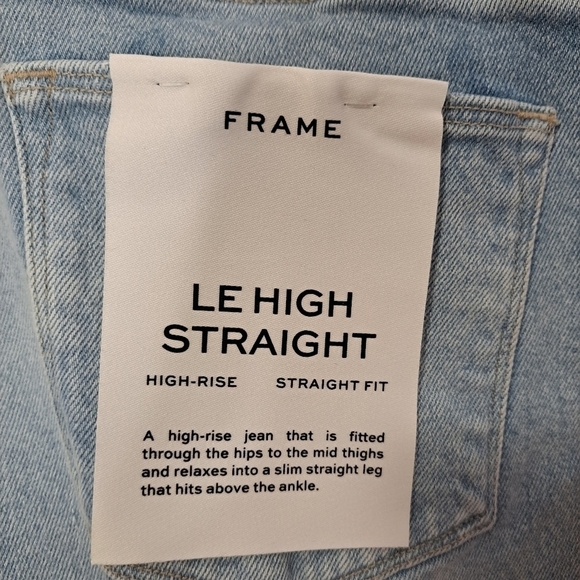 FRAME
LE HIGH
STRAIGHT
HIGH-RISE STRAIGHT FIT
A high-rise jean that is fitted
through the hips to the mid thighs
and relaxes into a slim straight leg
that hits above the ankle.